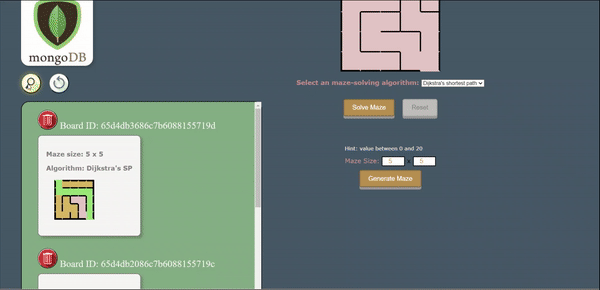 mongoDB
Board ID: 65d4db3686c7b6088155719d
Maze size: 5 x 5
Algorithm: Dijkstra's SP
Board ID: 65d4db2086c7b6088155719c
Select an maze-solving algorithm: Dijkstra's shortest path
Solve Maze Reset
Hint: value between 0 and 20
Maze Size: 5 x 5
Generate Maze